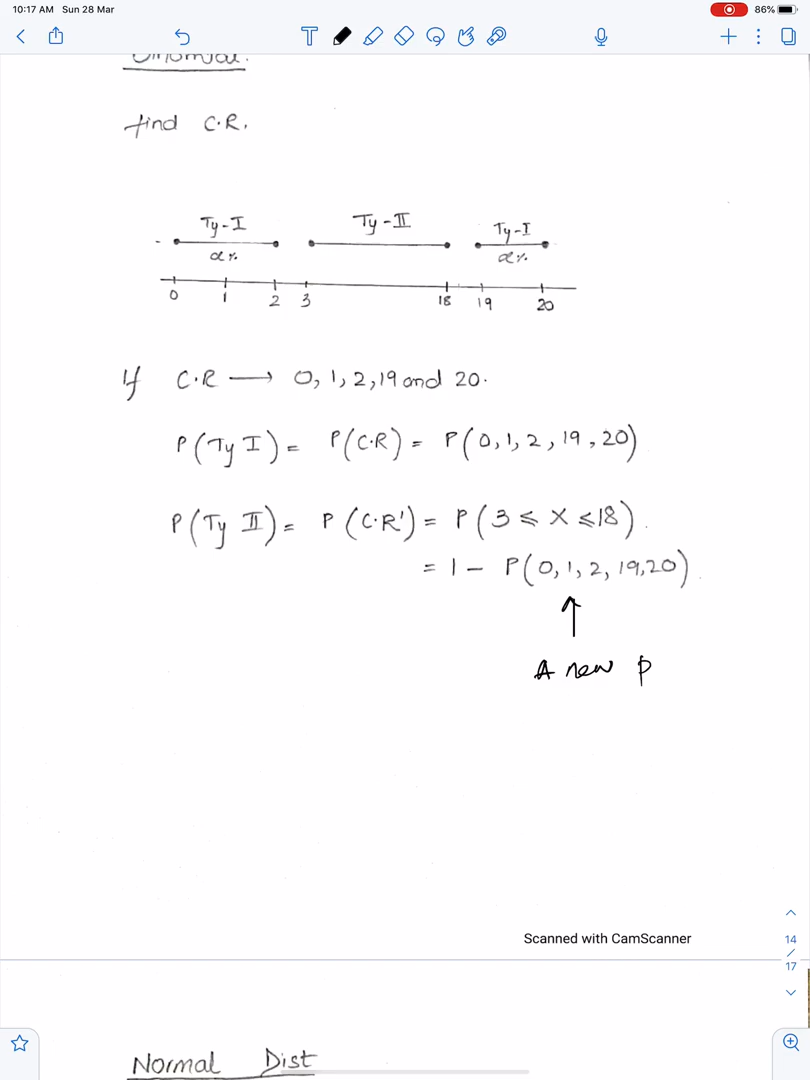 10:17 AM Sun 28 Mar
86%
T
find C.R.
Ty-I Ty-II Ty-I
α% α%
0 1 2 3 18 19 20
If C.R → 0, 1, 2, 19 and 20.
P(Ty I) = P(C.R) = P(0, 1, 2, 19, 20)
P(Ty II) = P(C.R') = P(3 ≤ X ≤ 18).
= 1 - P(0, 1, 2, 19, 20)
↑
A new p
Scanned with CamScanner
14
/
17
Normal Dist